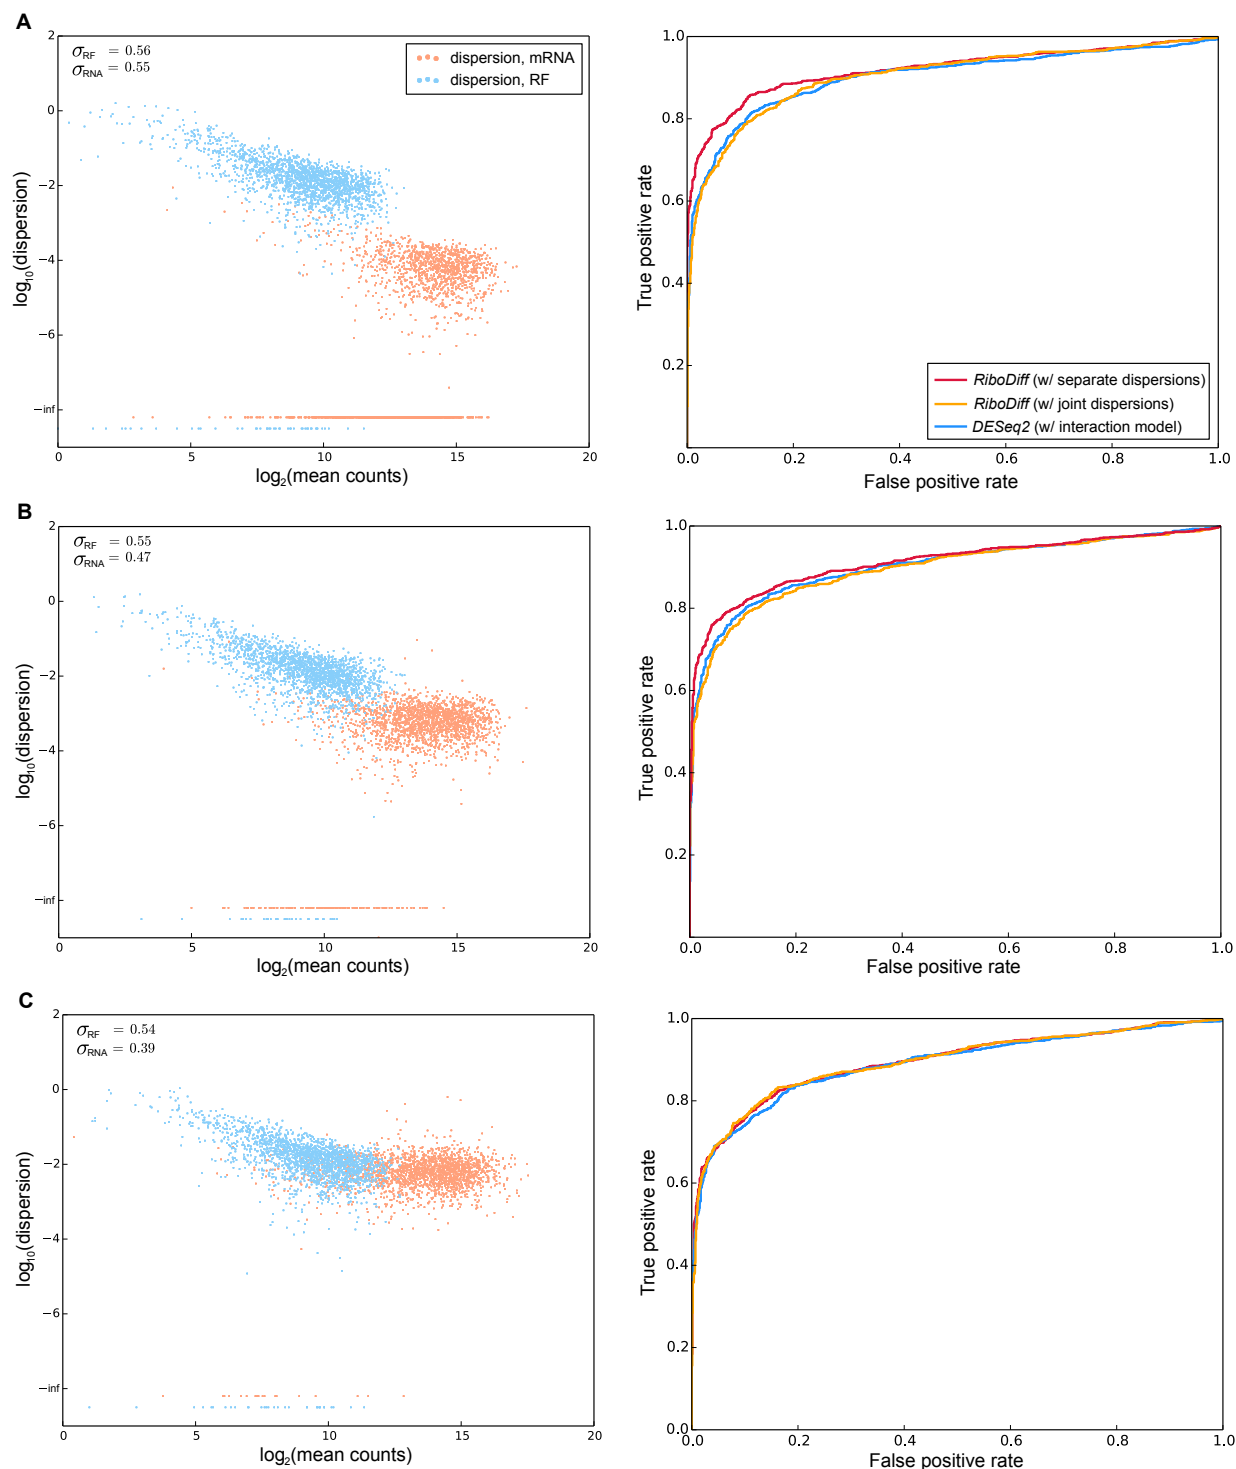 A
σRF = 0.56
σRNA = 0.55
dispersion, mRNA
dispersion, RF
log10(dispersion)
2
0
−2
−4
−6
−inf
0 5 10 15 20
log2(mean counts)
True positive rate
1.0
0.8
0.6
0.4
0.2
RiboDiff (w/ separate dispersions)
RiboDiff (w/ joint dispersions)
DESeq2 (w/ interaction model)
0.0 0.2 0.4 0.6 0.8 1.0
False positive rate
B
σRF = 0.55
σRNA = 0.47
log10(dispersion)
2
0
−2
−4
−6
−inf
0 5 10 15 20
log2(mean counts)
True positive rate
1.0
0.8
0.6
0.4
0.2
0.0 0.2 0.4 0.6 0.8 1.0
False positive rate
C
σRF = 0.54
σRNA = 0.39
log10(dispersion)
2
0
−2
−4
−6
−inf
0 5 10 15 20
log2(mean counts)
True positive rate
1.0
0.8
0.6
0.4
0.2
0.0
0.0 0.2 0.4 0.6 0.8 1.0
False positive rate